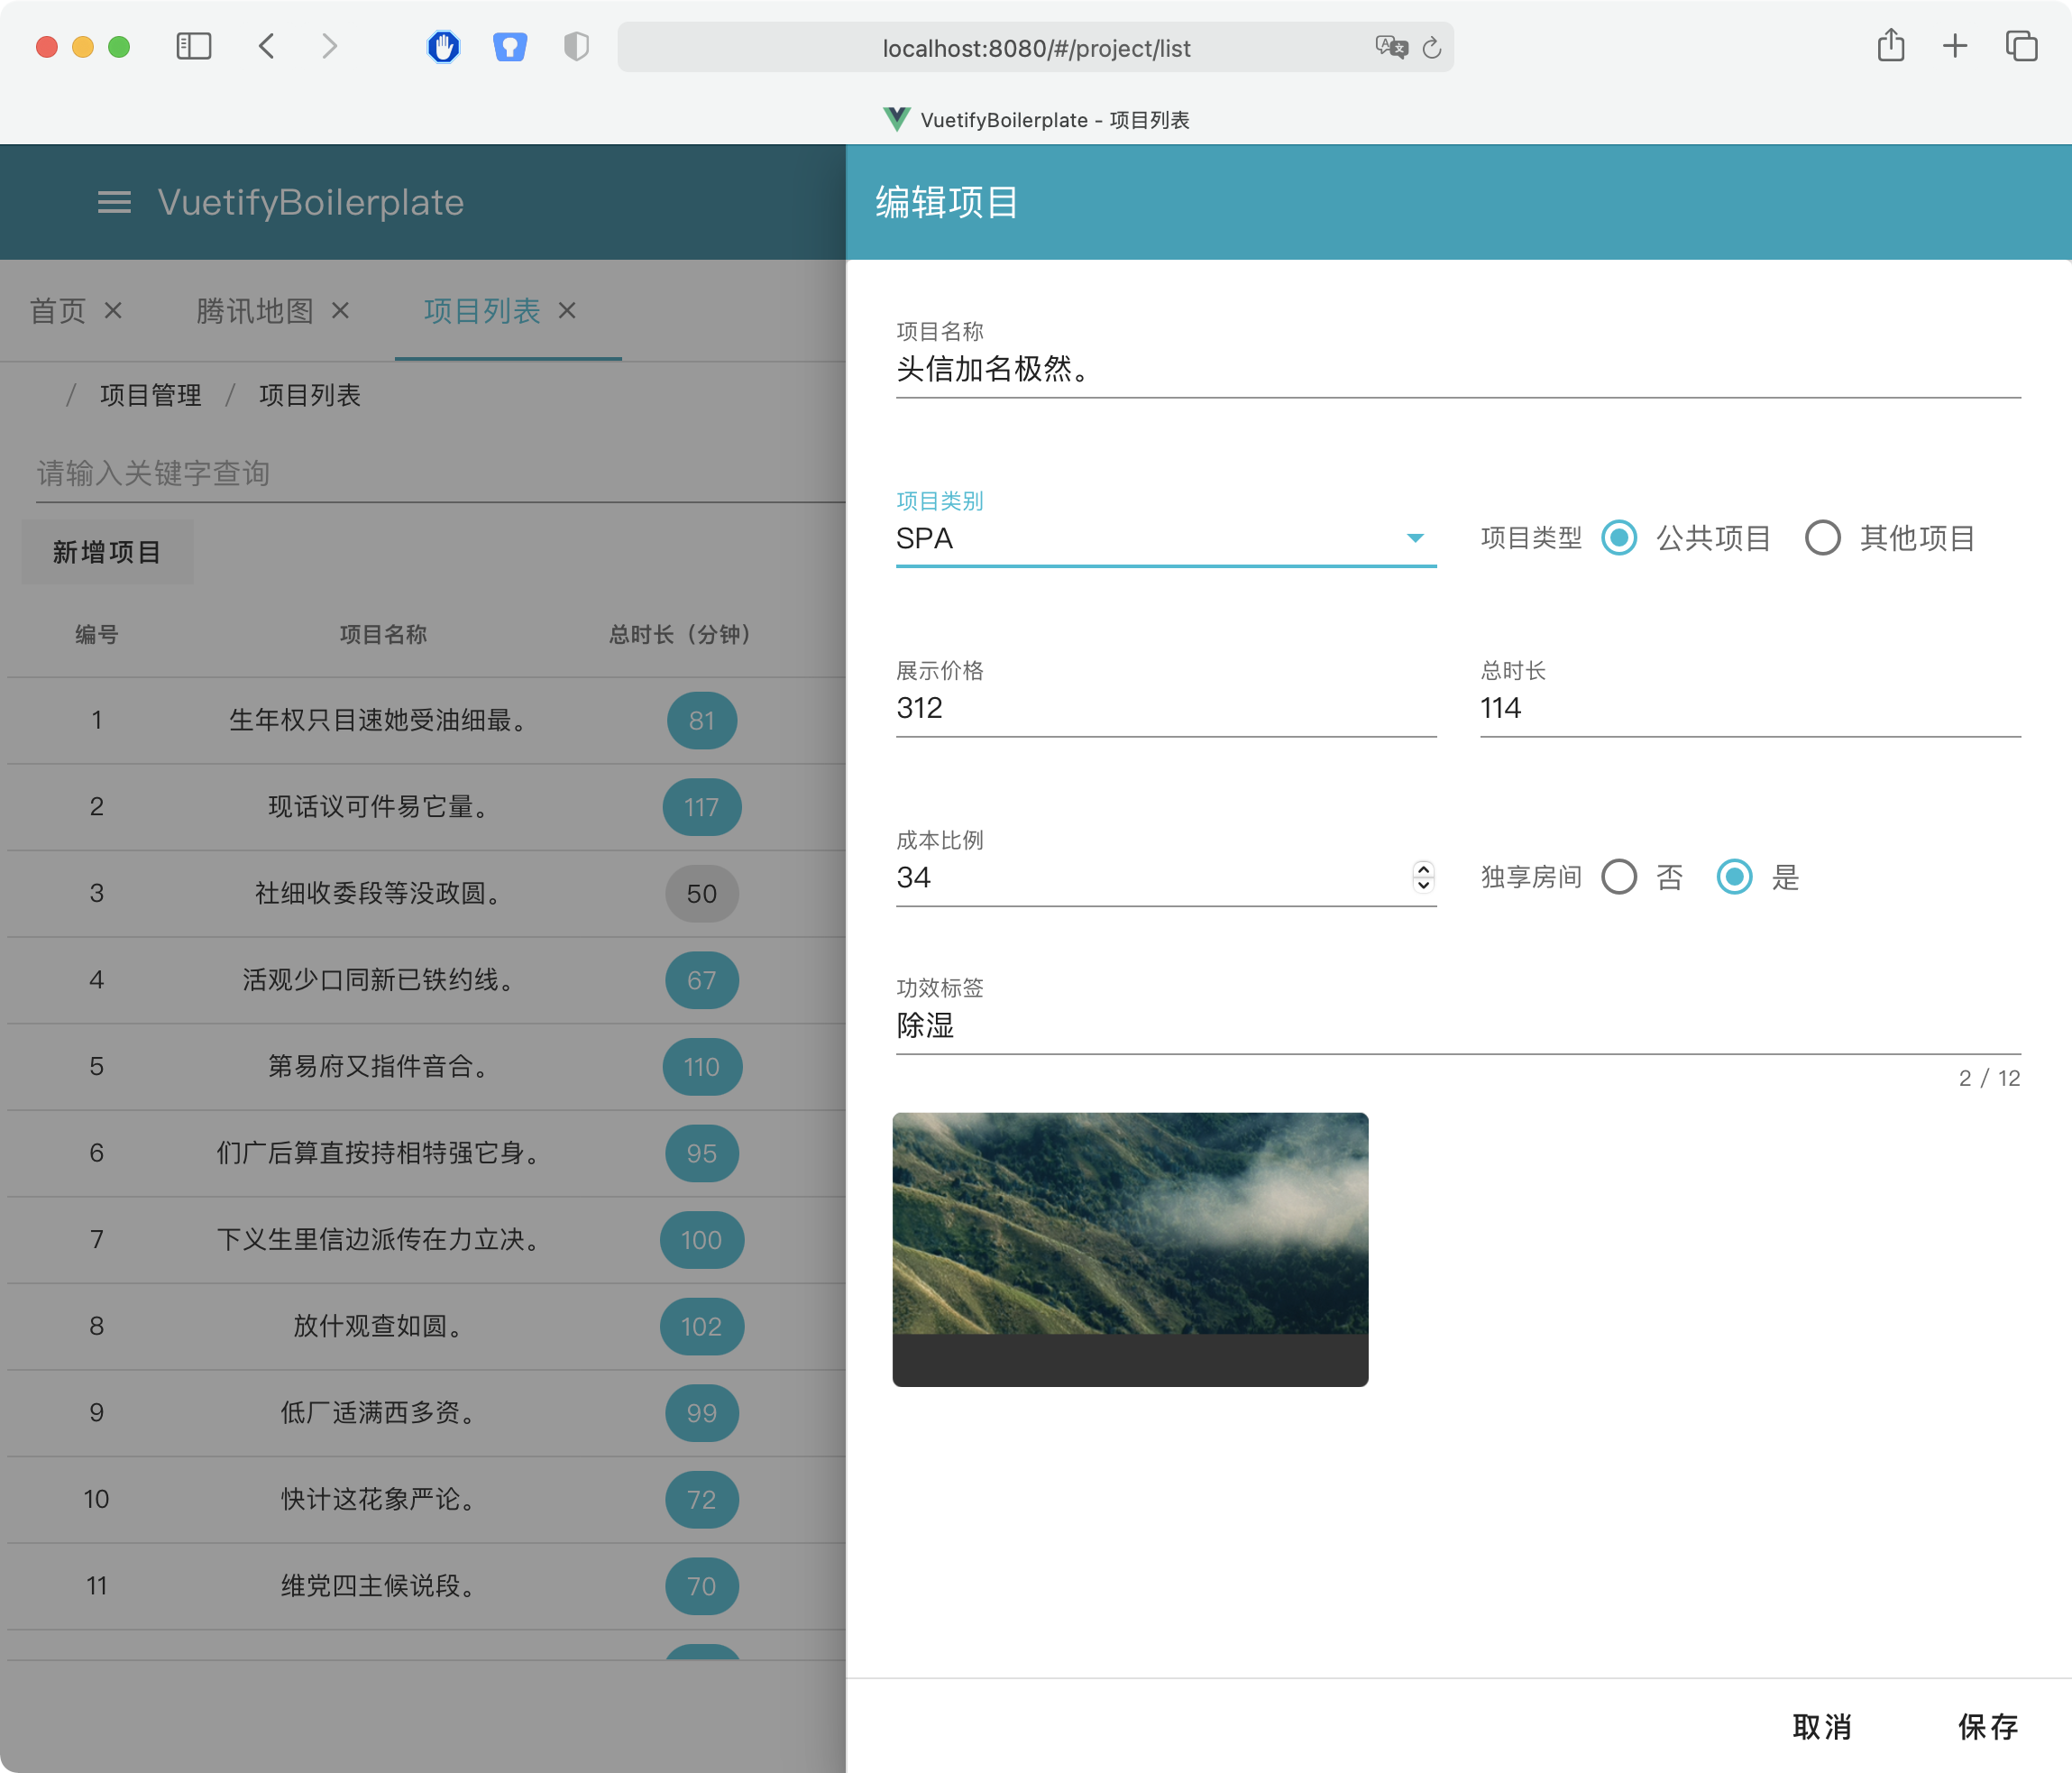 localhost:8080/#/project/list
VuetifyBoilerplate - 项目列表
VuetifyBoilerplate
首页
腾讯地图
项目列表
/ 项目管理 / 项目列表
请输入关键字查询
新增项目
编号 项目名称 总时长（分钟）
1 生年权只目速她受油细最。 81
2 现话议可件易它量。 117
3 社细收委段等没政圆。 50
4 活观少口同新已铁约线。 67
5 第易府又指件音合。 110
6 们广后算直按持相特强它身。 95
7 下义生里信边派传在力立决。 100
8 放什观查如圆。 102
9 低厂适满西多资。 99
10 快计这花象严论。 72
11 维党四主候说段。 70
编辑项目
项目名称
头信加名极然。
项目类别
SPA
项目类型 公共项目 其他项目
展示价格
312
总时长
114
成本比例
34
独享房间 否 是
功效标签
除湿
2 / 12
取消 保存